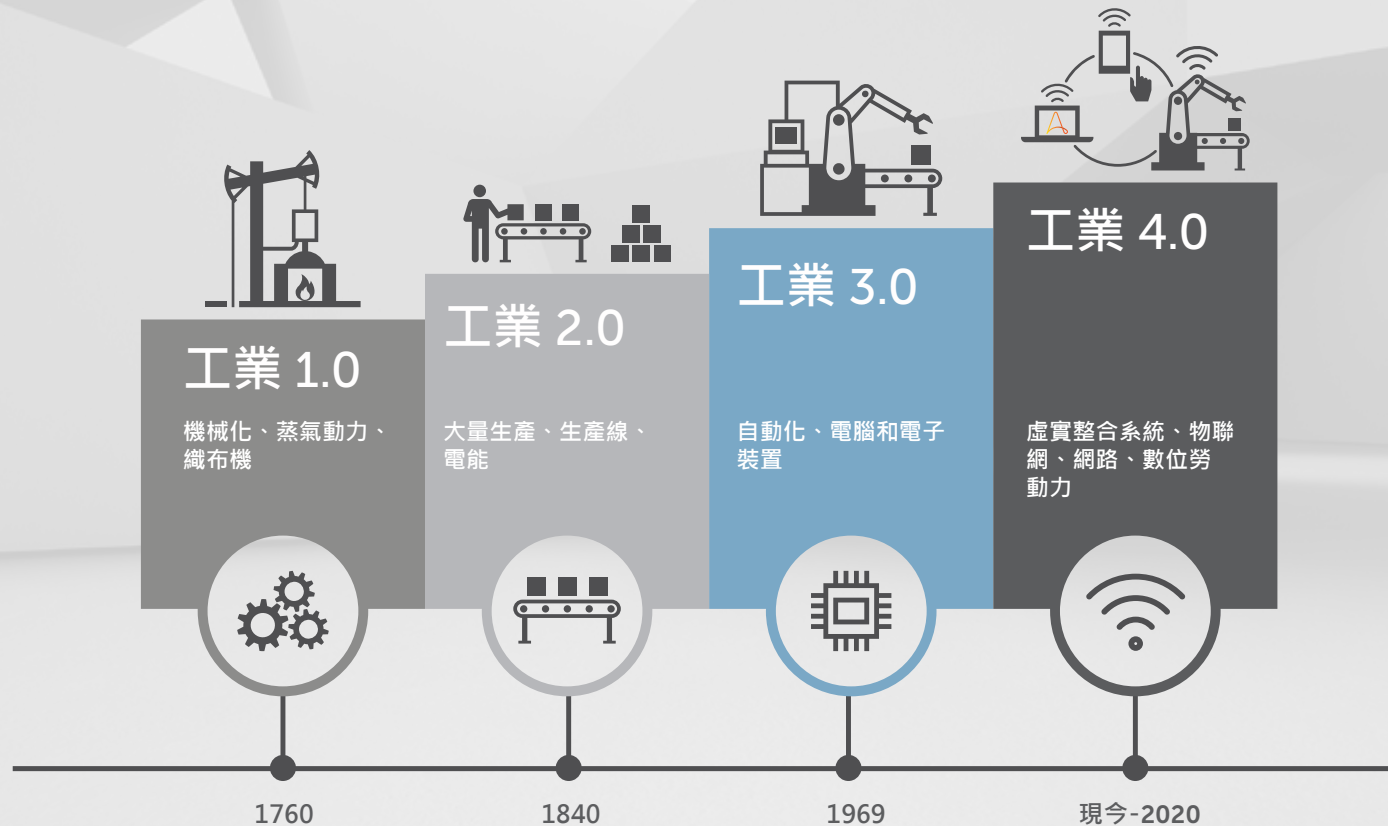 工業 1.0
機械化、蒸氣動力、
織布機
工業 2.0
大量生產、生產線、
電能
工業 3.0
自動化、電腦和電子
裝置
工業 4.0
虛實整合系統、物聯
網、網路、數位勞
動力
1760
1840
1969
現今-2020